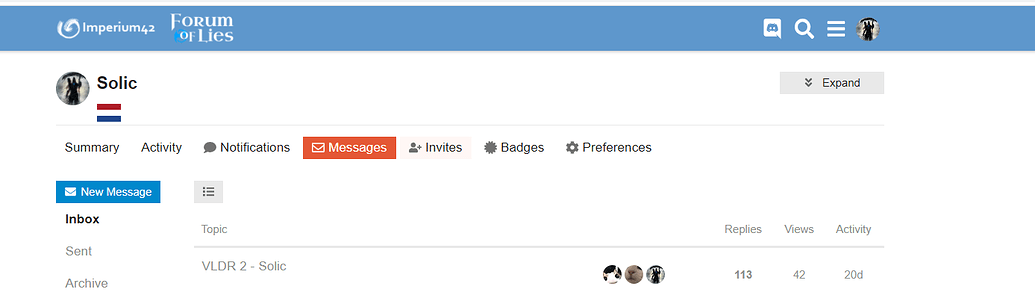 Imperium42
Forum
of Lies
Solic
Expand
Summary Activity Notifications Messages Invites Badges Preferences
New Message
Inbox
Topic Replies Views Activity
Sent
VLDR 2 - Solic 113 42 20d
Archive